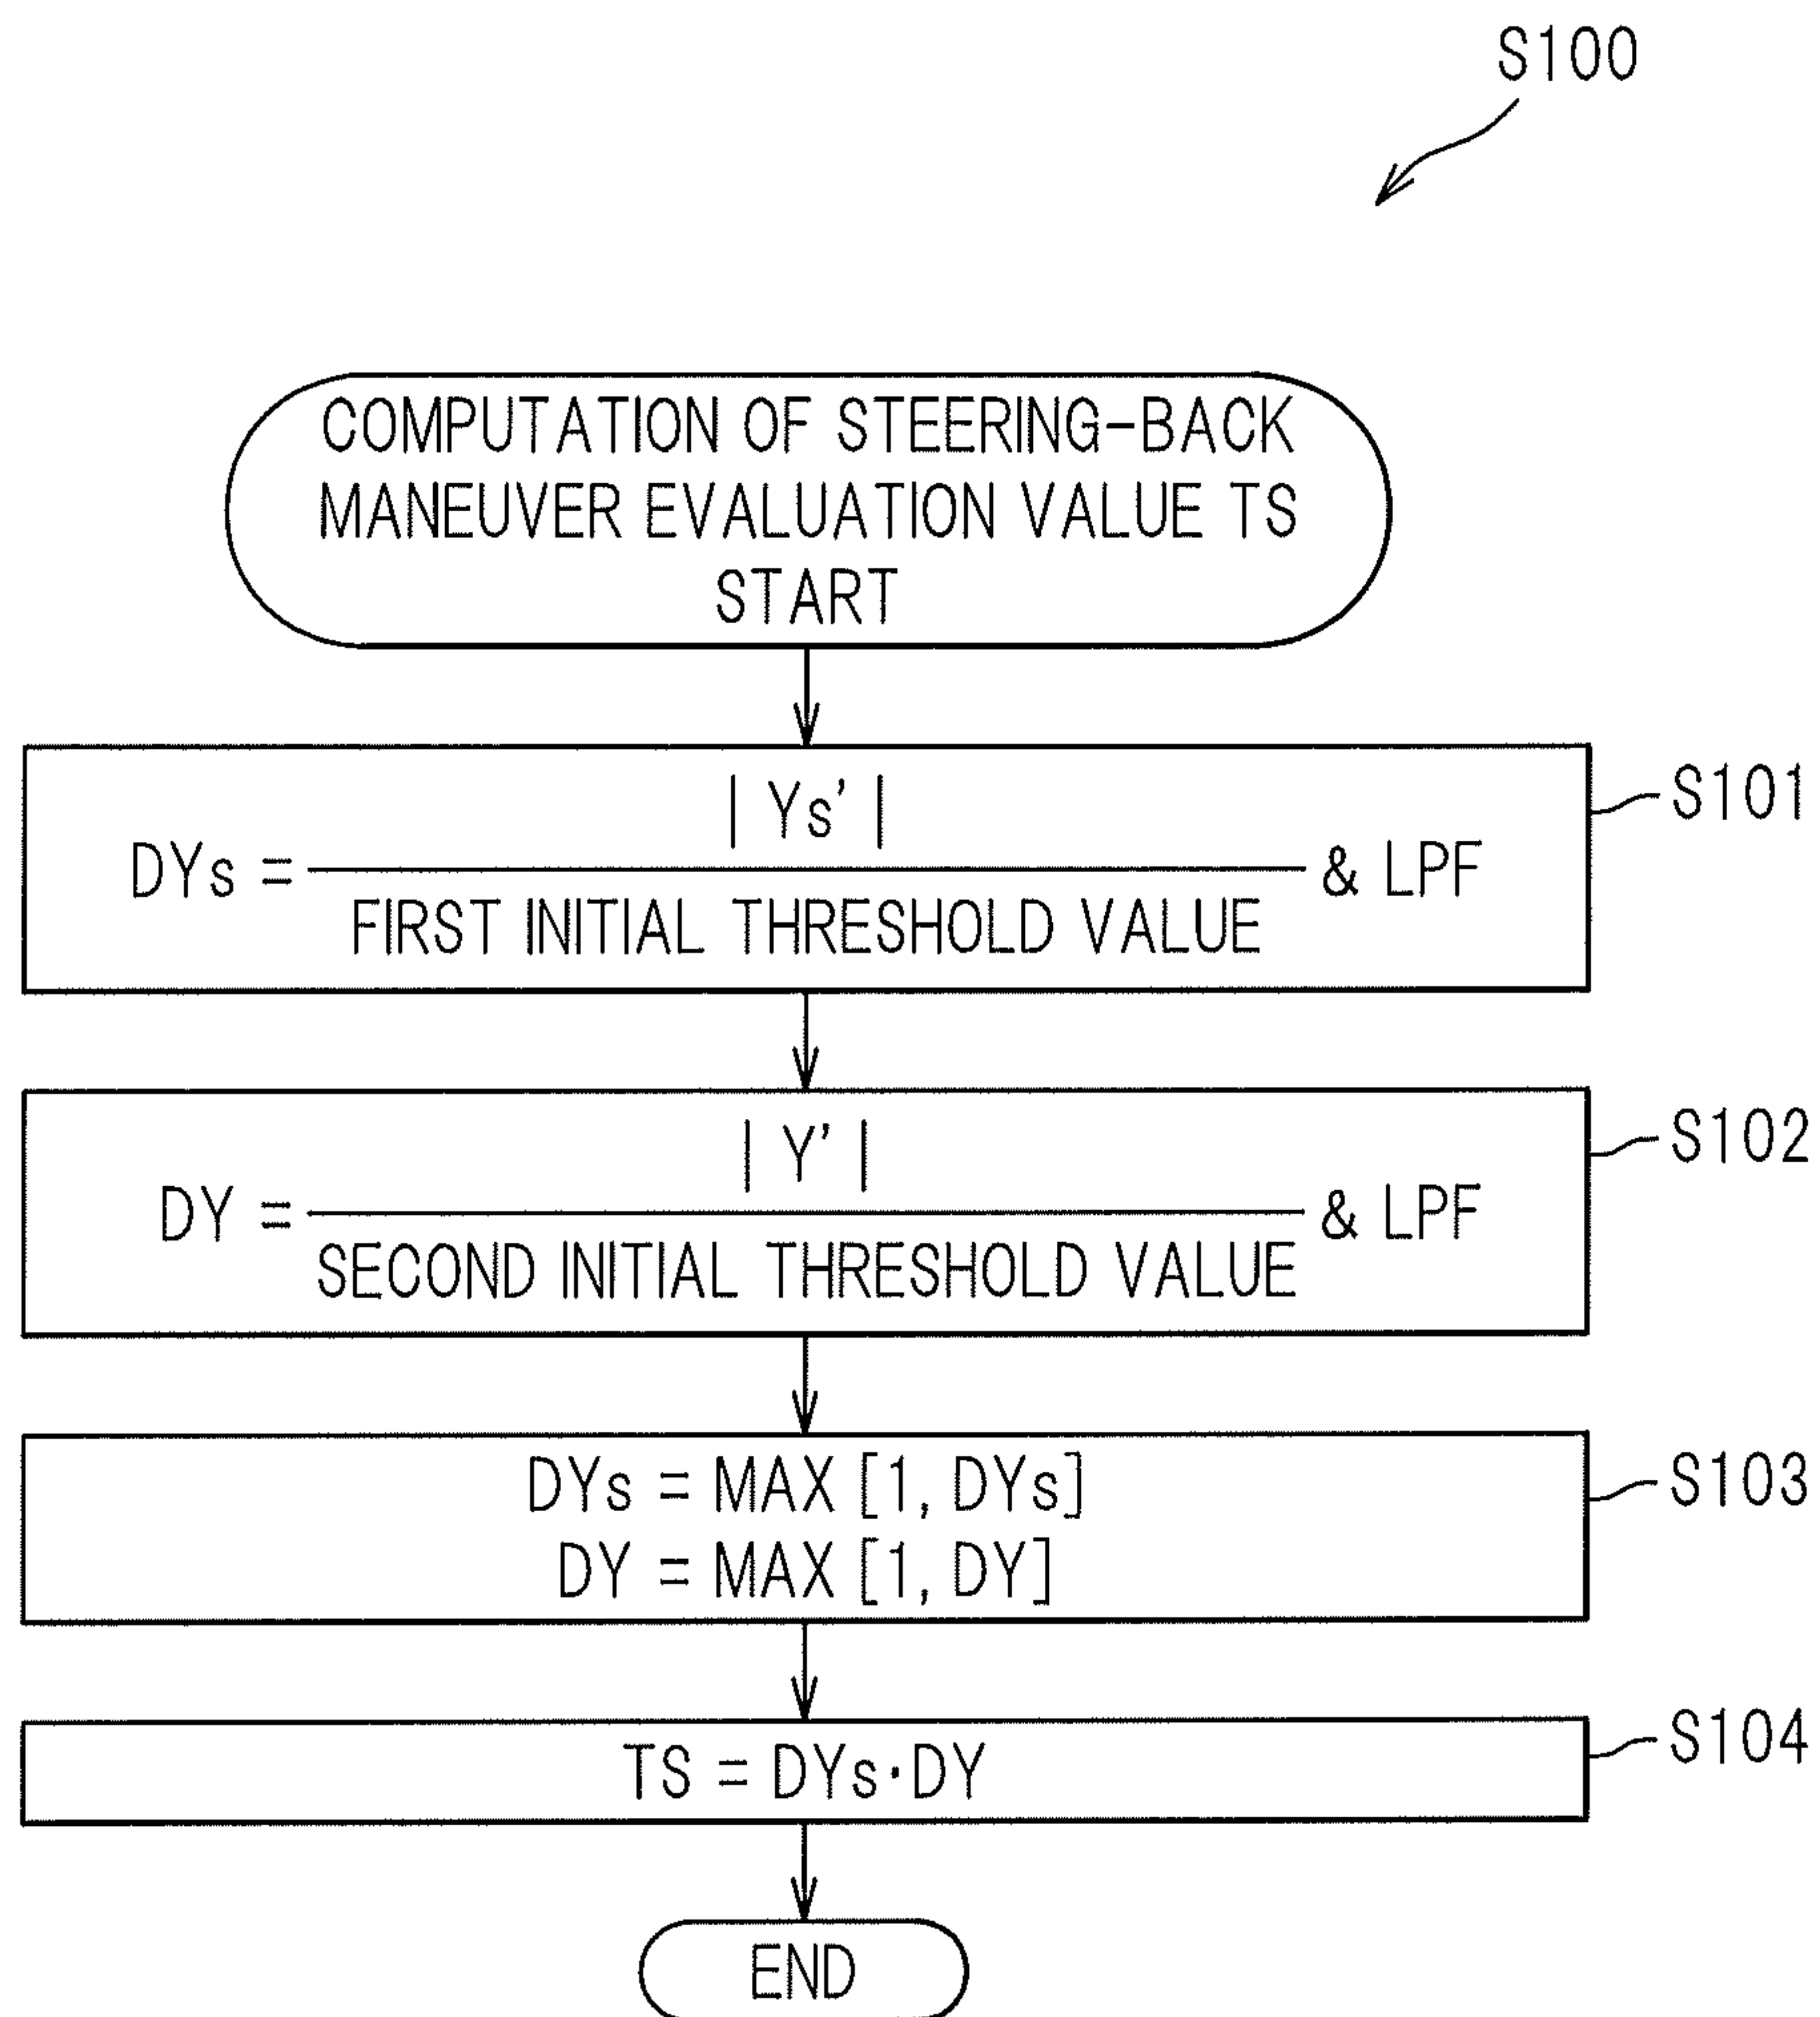 S100
COMPUTATION OF STEERING-BACK
MANEUVER EVALUATION VALUE TS
START
S101
| Ys' |
DYs = & LPF
FIRST INITIAL THRESHOLD VALUE
S102
| Y' |
DY = & LPF
SECOND INITIAL THRESHOLD VALUE
S103
DYs = MAX [1, DYs]
DY = MAX [1, DY]
S104
TS = DYs·DY
END